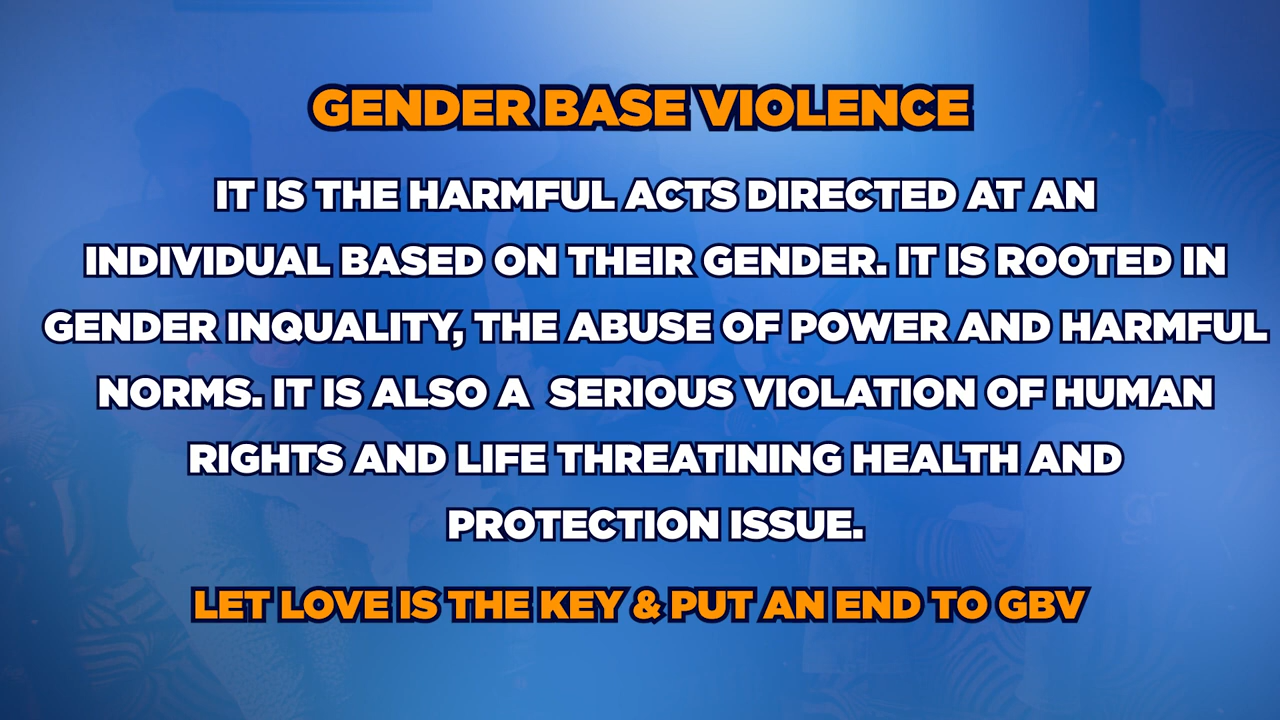 GENDER BASE VIOLENCE
IT IS THE HARMFUL ACTS DIRECTED AT AN
INDIVIDUAL BASED ON THEIR GENDER. IT IS ROOTED IN
GENDER INQUALITY, THE ABUSE OF POWER AND HARMFUL
NORMS. IT IS ALSO A  SERIOUS VIOLATION OF HUMAN
RIGHTS AND LIFE THREATINING HEALTH AND
PROTECTION ISSUE.
LET LOVE IS THE KEY & PUT AN END TO GBV